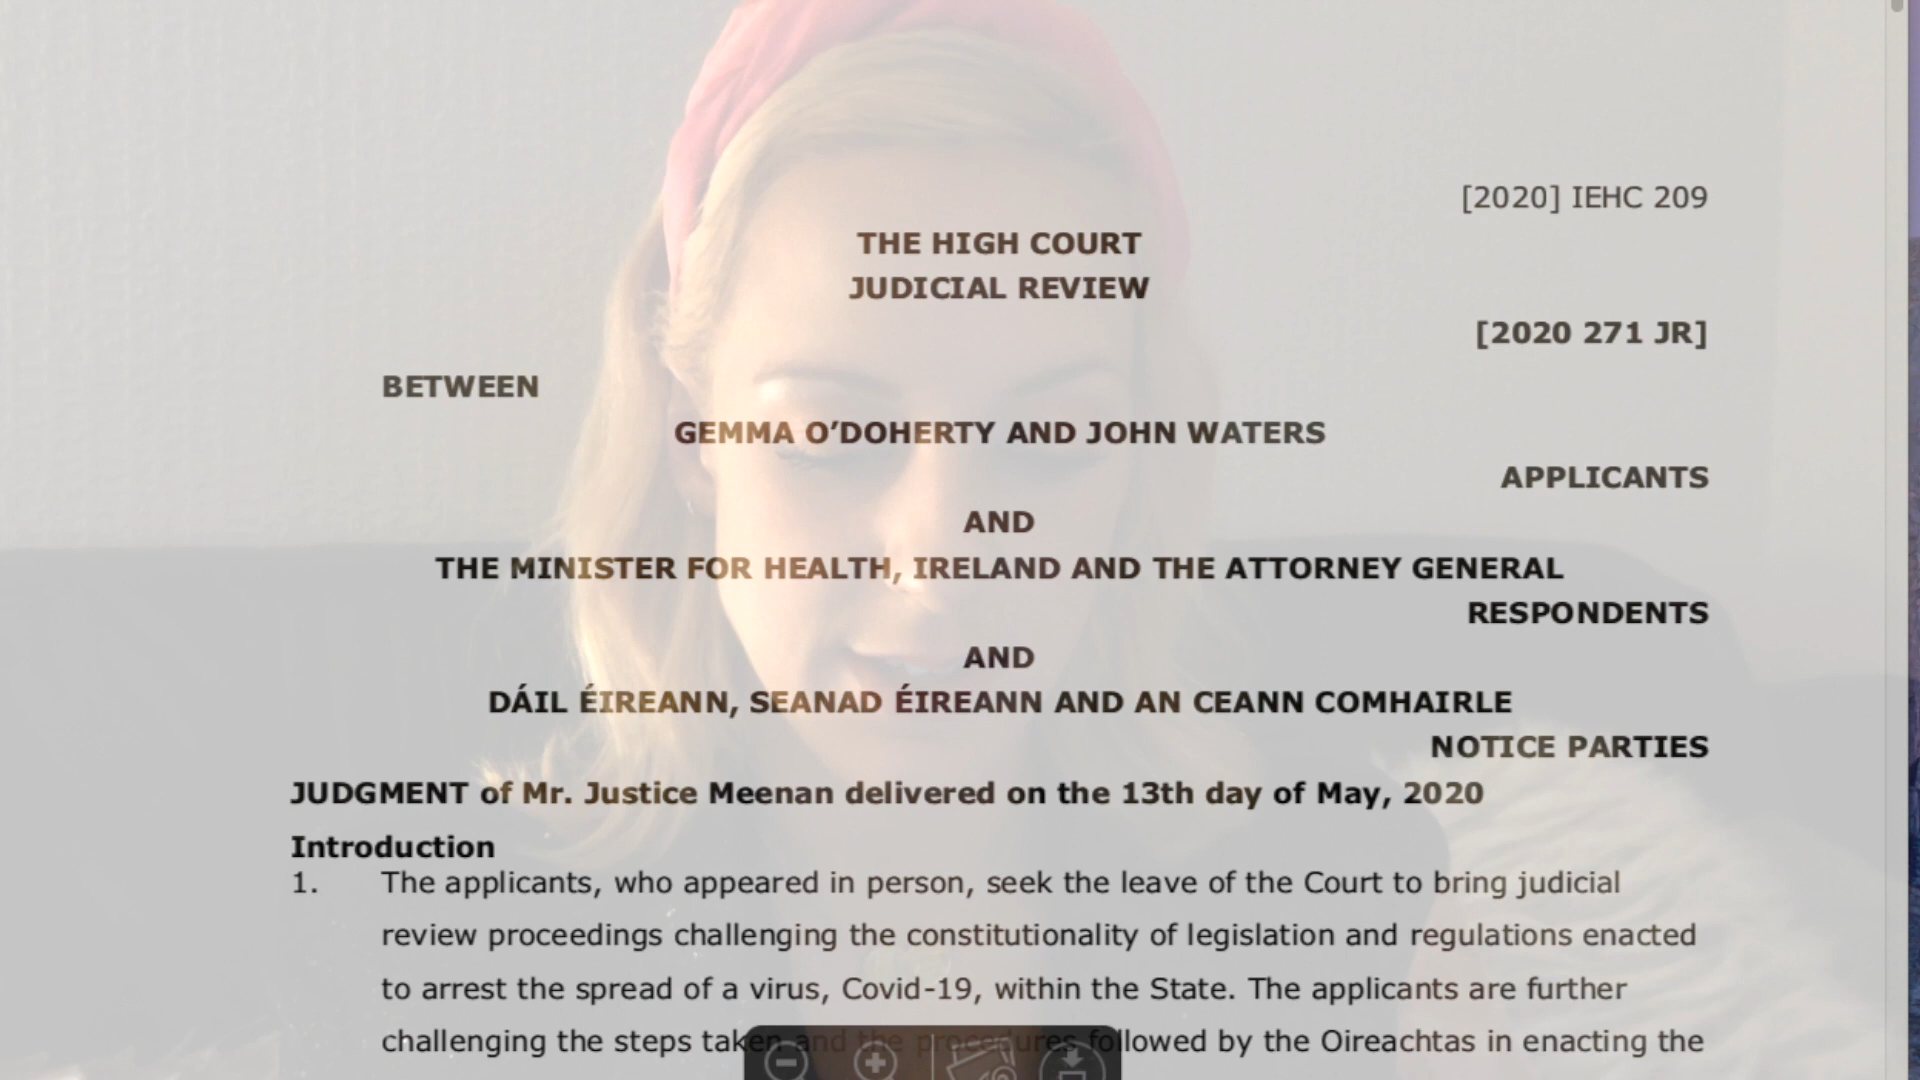 [2020] IEHC 209
THE HIGH COURT
JUDICIAL REVIEW
[2020 271 JR]
BETWEEN
GEMMA O’DOHERTY AND JOHN WATERS
APPLICANTS
AND
THE MINISTER FOR HEALTH, IRELAND AND THE ATTORNEY GENERAL
RESPONDENTS
AND
DÁIL ÉIREANN, SEANAD ÉIREANN AND AN CEANN COMHAIRLE
NOTICE PARTIES
JUDGMENT of Mr. Justice Meenan delivered on the 13th day of May, 2020
Introduction
1. The applicants, who appeared in person, seek the leave of the Court to bring judicial
review proceedings challenging the constitutionality of legislation and regulations enacted
to arrest the spread of a virus, Covid-19, within the State. The applicants are further
challenging the steps taken and the procedures followed by the Oireachtas in enacting the